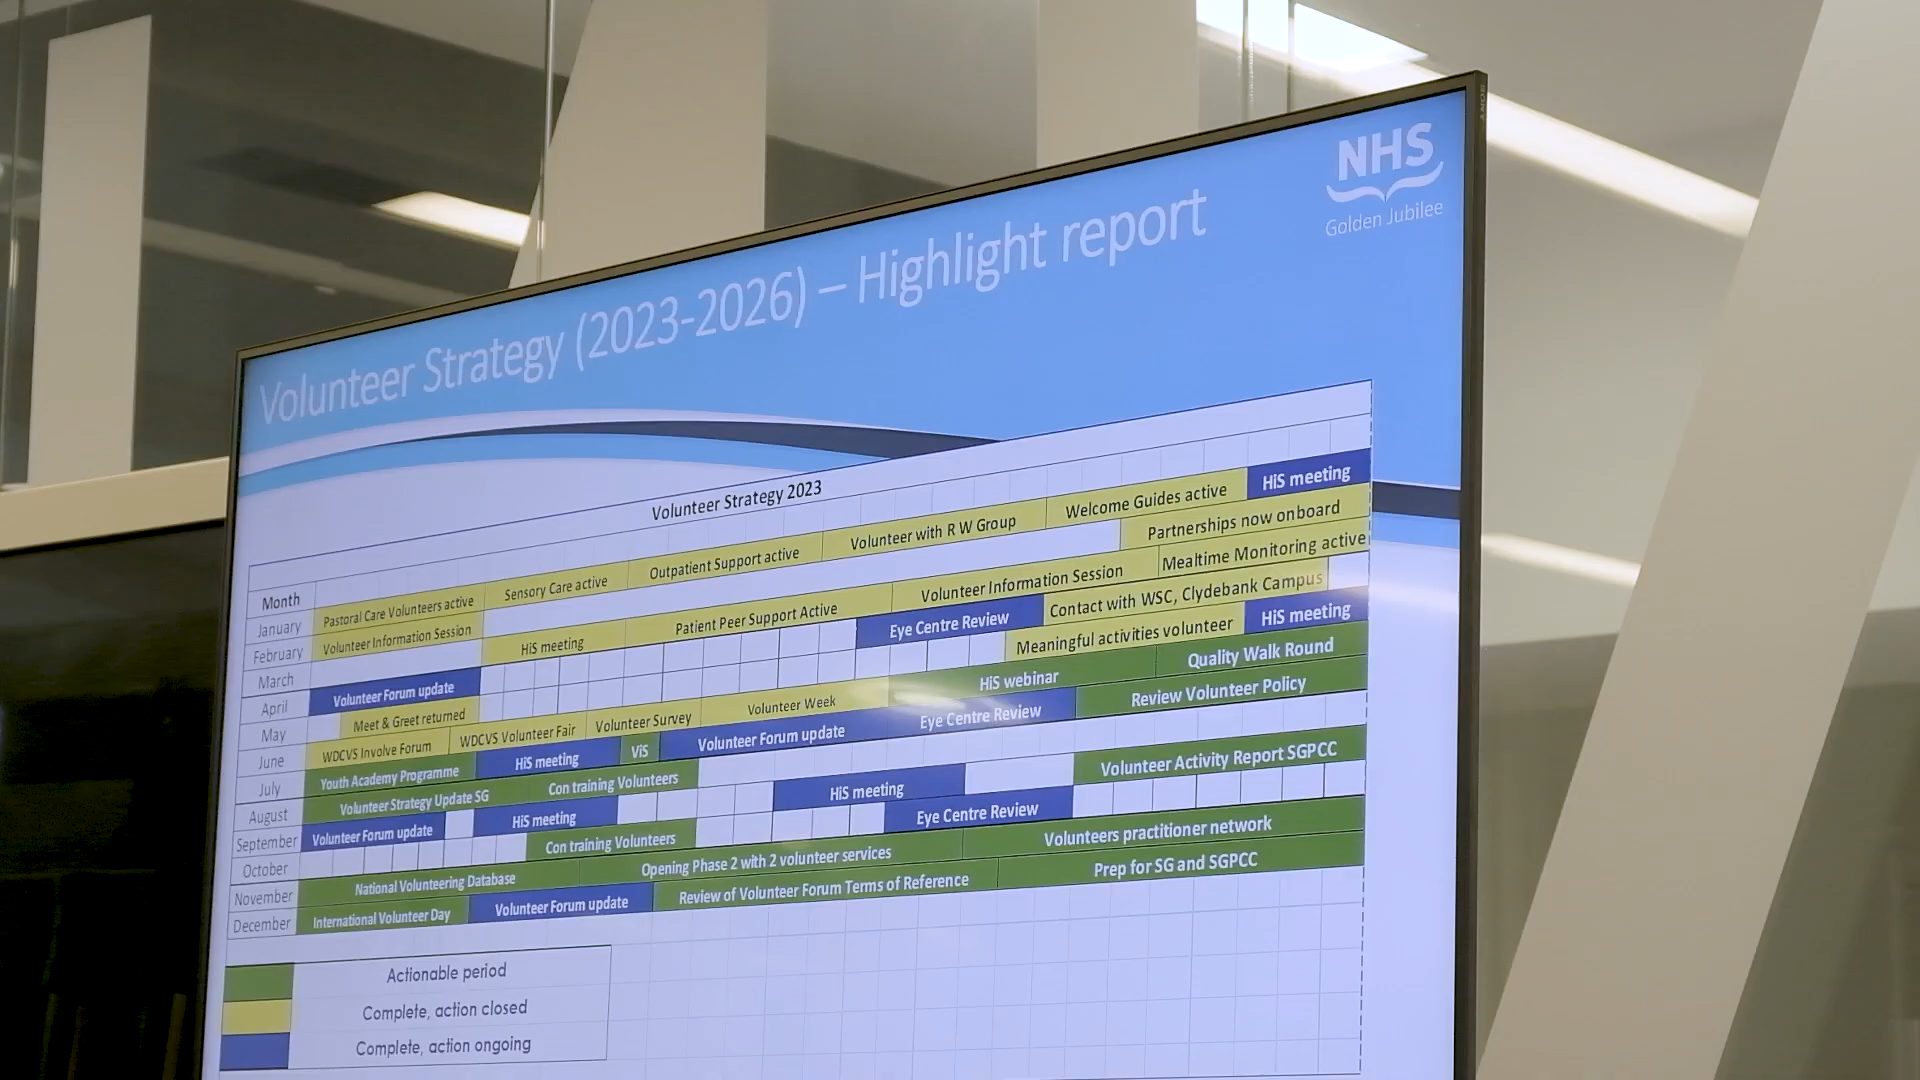 SONY
NHS
Golden Jubilee
Volunteer Strategy (2023-2026) – Highlight report
Volunteer Strategy 2023
Month
January Pastoral Care Volunteers active Sensory Care active Outpatient Support active Volunteer with R W Group Welcome Guides active HiS meeting
February Volunteer Information Session Partnerships now onboard
March HiS meeting Patient Peer Support Active Volunteer Information Session Mealtime Monitoring active
April Volunteer Forum update Eye Centre Review Contact with WSC, Clydebank Campus
May Meet & Greet returned Meaningful activities volunteer HiS meeting
June WDCVS Involve Forum WDCVS Volunteer Fair Volunteer Survey Volunteer Week HiS webinar Quality Walk Round
July Youth Academy Programme HiS meeting ViS Volunteer Forum update Eye Centre Review Review Volunteer Policy
August Volunteer Strategy Update SG Con training Volunteers
September Volunteer Forum update HiS meeting HiS meeting Volunteer Activity Report SGPCC
October Con training Volunteers Eye Centre Review
November National Volunteering Database Opening Phase 2 with 2 volunteer services Volunteers practitioner network
December International Volunteer Day Volunteer Forum update Review of Volunteer Forum Terms of Reference Prep for SG and SGPCC
Actionable period
Complete, action closed
Complete, action ongoing